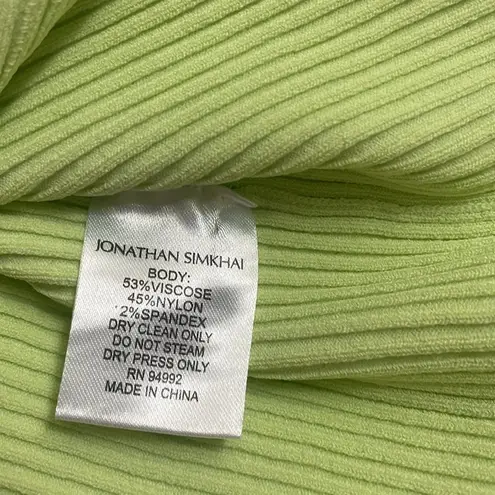 JONATHAN SIMKHAI
BODY:
53%VISCOSE
45%NYLON
2%SPANDEX
DRY CLEAN ONLY
DO NOT STEAM
DRY PRESS ONLY
RN 94992
MADE IN CHINA